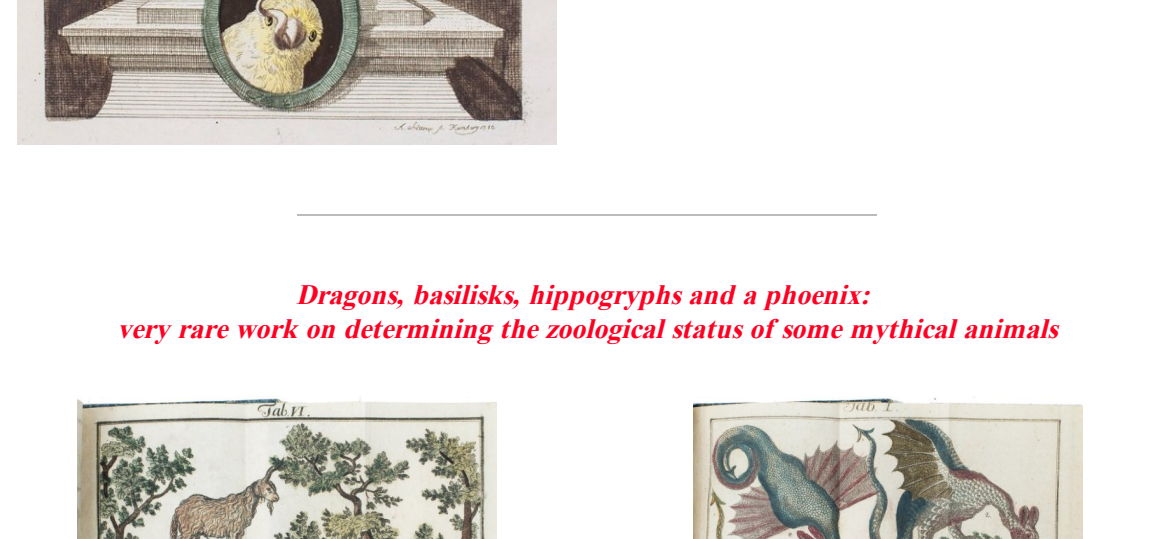 Dragons, basilisks, hippogryphs and a phoenix:
very rare work on determining the zoological status of some mythical animals
Tab. VI.
Tab. I.